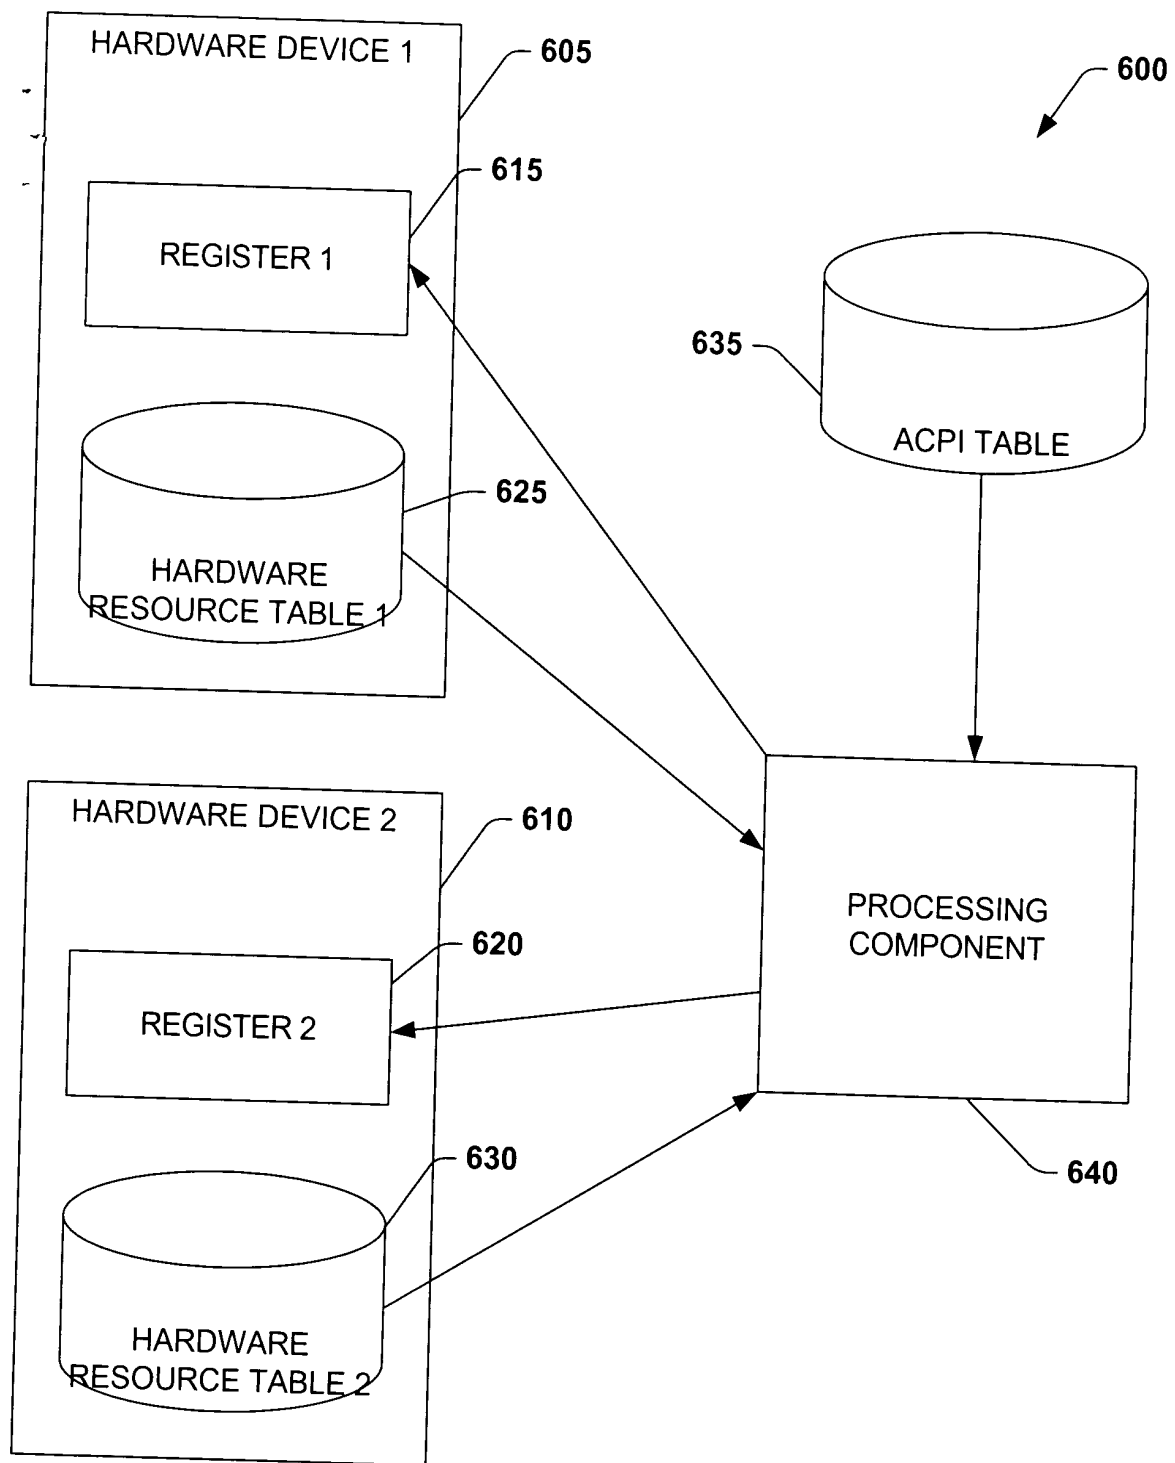 HARDWARE DEVICE 1
605
600
615
REGISTER 1
635
ACPI TABLE
625
HARDWARE
RESOURCE TABLE 1
HARDWARE DEVICE 2
610
PROCESSING
COMPONENT
620
REGISTER 2
630
640
HARDWARE
RESOURCE TABLE 2